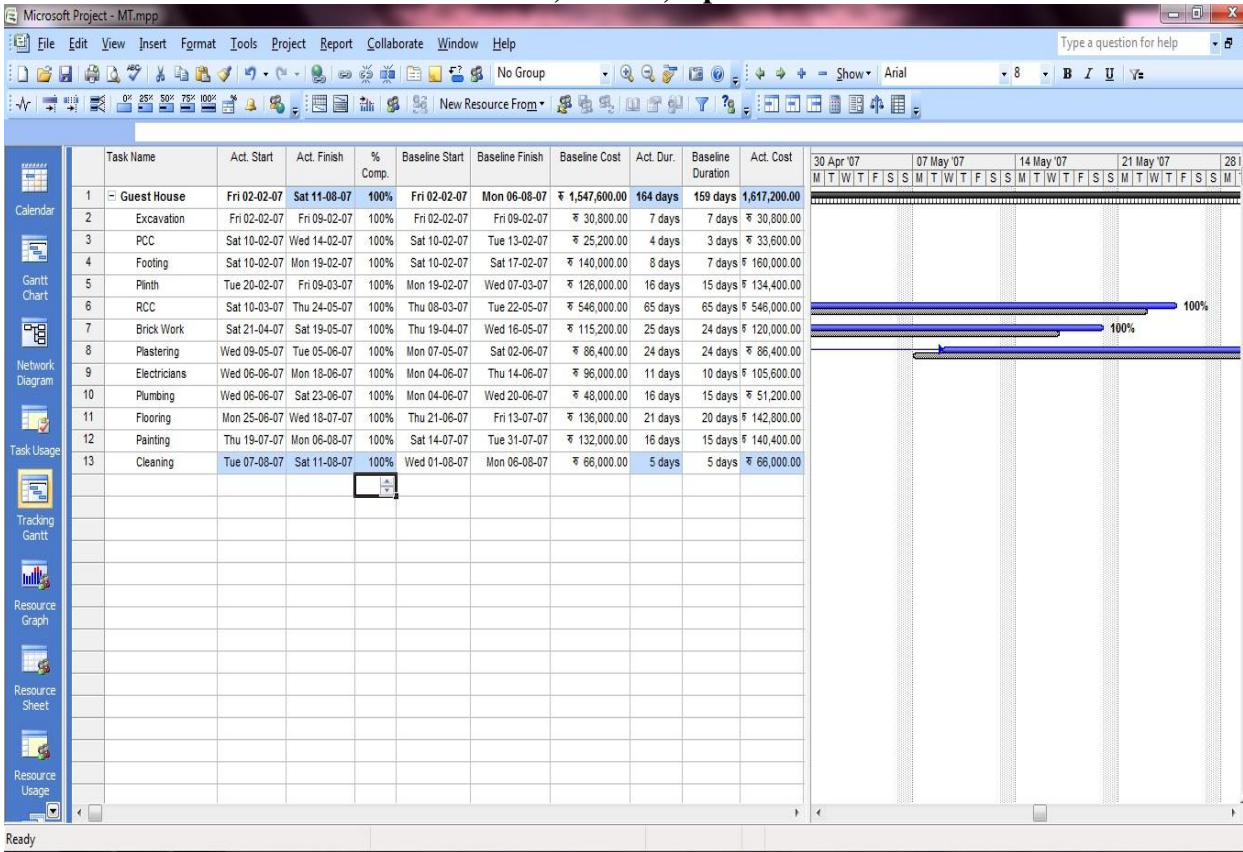 Microsoft Project - MT.mpp
File Edit View Insert Format Tools Project Report Collaborate Window Help Type a question for help
No Group Show Arial 8 B I U
0% 25% 50% 75% 100% New Resource From
Task Name Act. Start Act. Finish % Comp. Baseline Start Baseline Finish Baseline Cost Act. Dur. Baseline Duration Act. Cost 30 Apr '07 07 May '07 14 May '07 21 May '07
M T W T F S S M T W T F S S M T W T F S S M T W T F S S M
1 Guest House Fri 02-02-07 Sat 11-08-07 100% Fri 02-02-07 Mon 06-08-07 ₹ 1,547,600.00 164 days 159 days 1,617,200.00
2 Excavation Fri 02-02-07 Fri 09-02-07 100% Fri 02-02-07 Fri 09-02-07 ₹ 30,800.00 7 days 7 days ₹ 30,800.00
3 PCC Sat 10-02-07 Wed 14-02-07 100% Sat 10-02-07 Tue 13-02-07 ₹ 25,200.00 4 days 3 days ₹ 33,600.00
4 Footing Sat 10-02-07 Mon 19-02-07 100% Sat 10-02-07 Sat 17-02-07 ₹ 140,000.00 8 days 7 days ₹ 160,000.00
5 Plinth Tue 20-02-07 Fri 09-03-07 100% Mon 19-02-07 Wed 07-03-07 ₹ 126,000.00 16 days 15 days ₹ 134,400.00
6 RCC Sat 10-03-07 Thu 24-05-07 100% Thu 08-03-07 Tue 22-05-07 ₹ 546,000.00 65 days 65 days ₹ 546,000.00 100%
7 Brick Work Sat 21-04-07 Sat 19-05-07 100% Thu 19-04-07 Wed 16-05-07 ₹ 115,200.00 25 days 24 days ₹ 120,000.00 100%
8 Plastering Wed 09-05-07 Tue 05-06-07 100% Mon 07-05-07 Sat 02-06-07 ₹ 86,400.00 24 days 24 days ₹ 86,400.00
9 Electricians Wed 06-06-07 Mon 18-06-07 100% Mon 04-06-07 Thu 14-06-07 ₹ 96,000.00 11 days 10 days ₹ 105,600.00
10 Plumbing Wed 06-06-07 Sat 23-06-07 100% Mon 04-06-07 Wed 20-06-07 ₹ 48,000.00 16 days 15 days ₹ 51,200.00
11 Flooring Mon 25-06-07 Wed 18-07-07 100% Thu 21-06-07 Fri 13-07-07 ₹ 136,000.00 21 days 20 days ₹ 142,800.00
12 Painting Thu 19-07-07 Mon 06-08-07 100% Sat 14-07-07 Tue 31-07-07 ₹ 132,000.00 16 days 15 days ₹ 140,400.00
13 Cleaning Tue 07-08-07 Sat 11-08-07 100% Wed 01-08-07 Mon 06-08-07 ₹ 66,000.00 5 days 5 days ₹ 66,000.00
Calendar
Gantt
Chart
Network
Diagram
Task Usage
Tracking
Gantt
Resource
Graph
Resource
Sheet
Resource
Usage
Ready